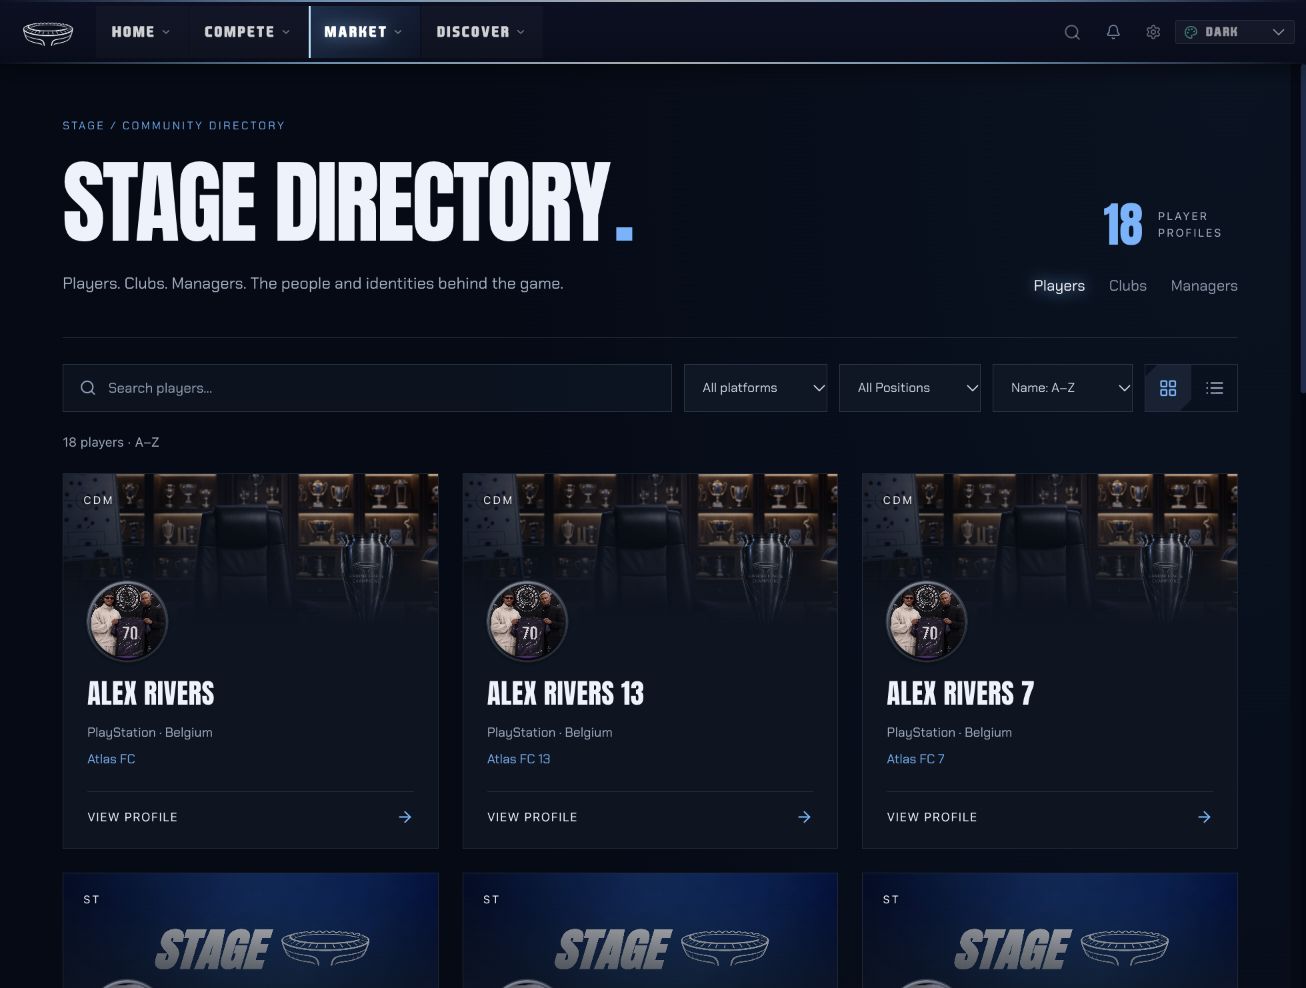 HOME
COMPETE
MARKET
DISCOVER
DARK
STAGE / COMMUNITY DIRECTORY
STAGE DIRECTORY.
18
PLAYER
PROFILES
Players. Clubs. Managers. The people and identities behind the game.
Players
Clubs
Managers
Search players...
All platforms
All Positions
Name: A–Z
18 players · A–Z
CDM
70
ALEX RIVERS
PlayStation · Belgium
Atlas FC
VIEW PROFILE
CDM
70
ALEX RIVERS 13
PlayStation · Belgium
Atlas FC 13
VIEW PROFILE
CDM
70
ALEX RIVERS 7
PlayStation · Belgium
Atlas FC 7
VIEW PROFILE
ST
STAGE
ST
STAGE
ST
STAGE